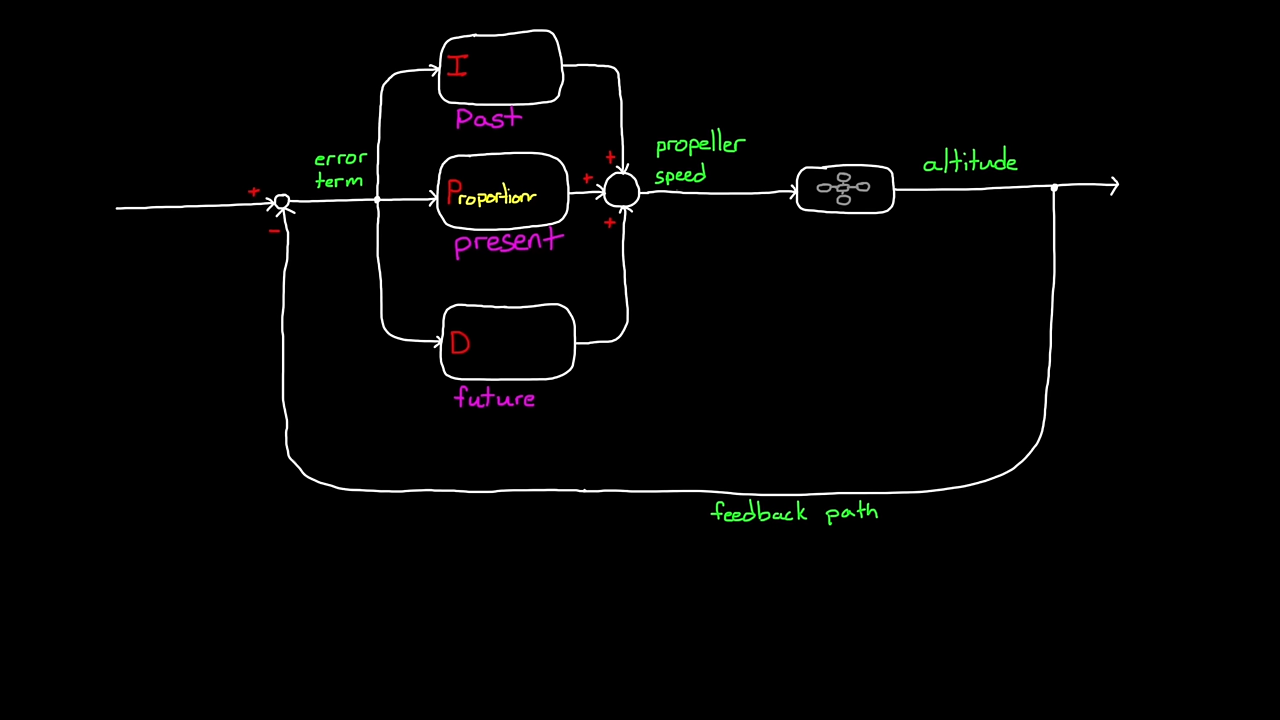 I
Past
error
term
+
-
Proportion
present
+
+
+
propeller
speed
altitude
D
future
feedback path